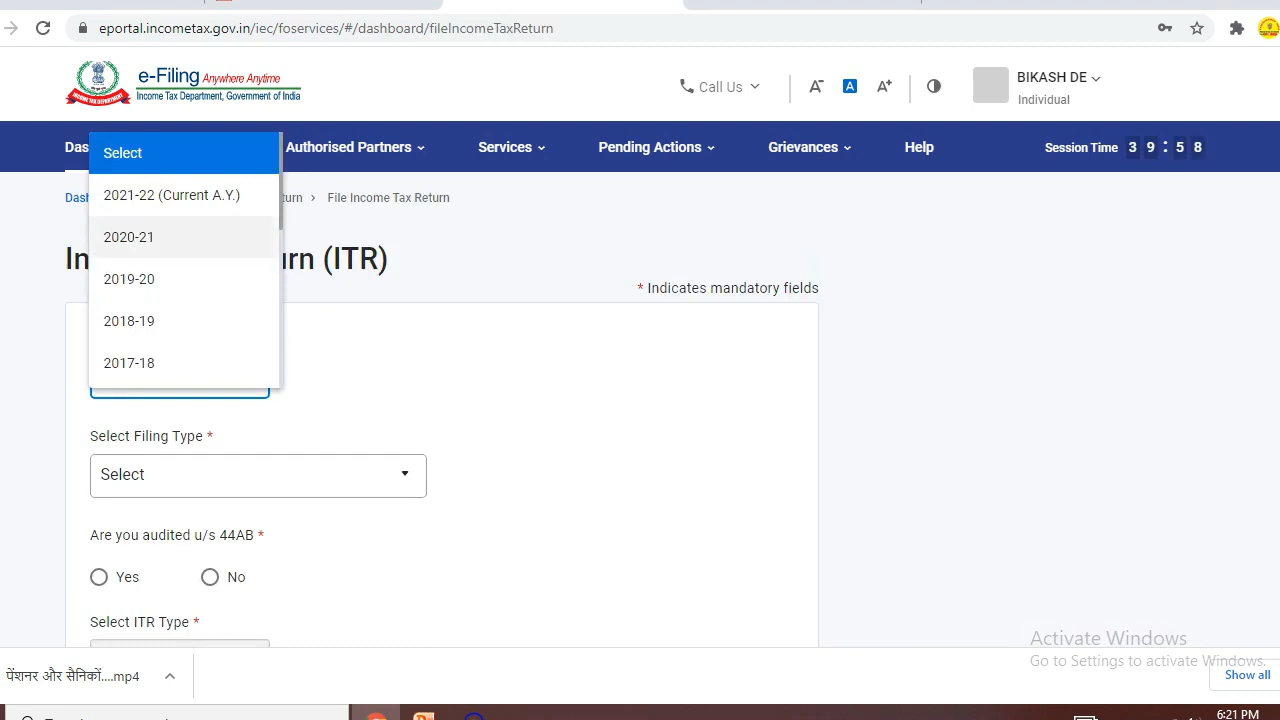 eportal.incometax.gov.in/iec/foservices/#/dashboard/fileIncomeTaxReturn
e-Filing Anywhere Anytime
Income Tax Department, Government of India
Call Us
A- A A+
BIKASH DE
Individual
Authorised Partners Services Pending Actions Grievances Help Session Time 3 9 : 5 8
Select
2021-22 (Current A.Y.)
2020-21
2019-20
2018-19
2017-18
File Income Tax Return
(ITR)
* Indicates mandatory fields
Select Filing Type *
Select
Are you audited u/s 44AB *
Yes No
Select ITR Type *
Activate Windows
Go to Settings to activate Windows.
पेंशनर और सैनिकों....mp4
Show all
6:21 PM